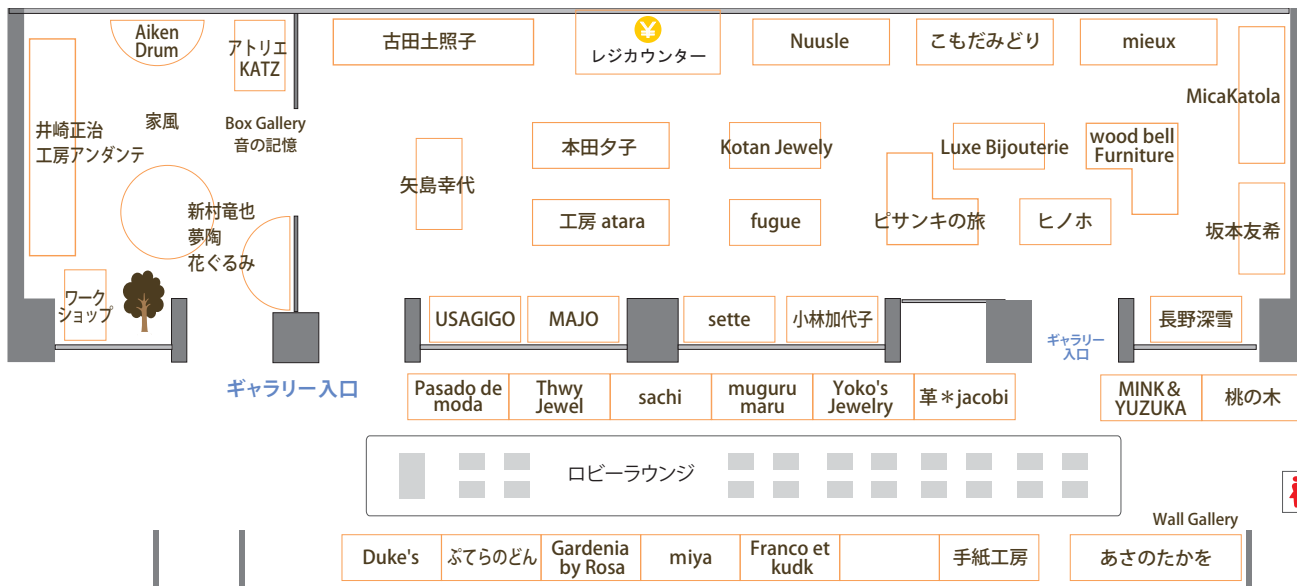 Aiken
Drum
アトリエ
KATZ
古田土照子
¥
レジカウンター
Nuusle
こもだみどり
mieux
MicaKatola
井崎正治
工房アンダンテ
家風
Box Gallery
音の記憶
矢島幸代
本田夕子
Kotan Jewely
Luxe Bijouterie
wood bell
Furniture
新村竜也
夢陶
花ぐるみ
工房 atara
fugue
ピサンキの旅
ヒノホ
坂本友希
ワーク
ショップ
USAGIGO
MAJO
sette
小林加代子
ギャラリー
入口
長野深雪
ギャラリー入口
Pasado de
moda
Thwy
Jewel
sachi
muguru
maru
Yoko's
Jewelry
革＊jacobi
MINK &
YUZUKA
桃の木
ロビーラウンジ
Wall Gallery
Duke's
ぷてらのどん
Gardenia
by Rosa
miya
Franco et
kudk
手紙工房
あさのたかを